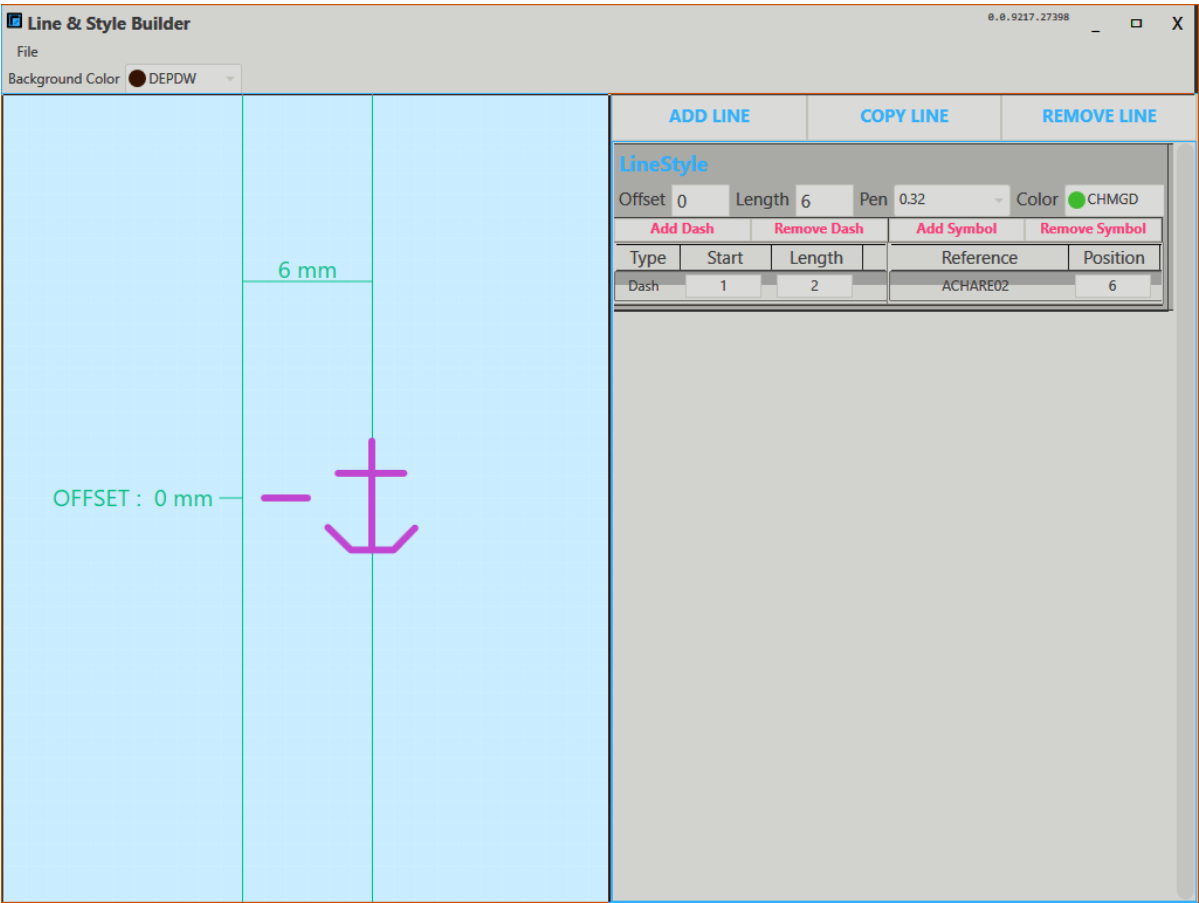 Line & Style Builder 0.0.9217.27398 _ X
File
Background Color DEPDW
ADD LINE COPY LINE REMOVE LINE
LineStyle
Offset 0 Length 6 Pen 0.32 Color CHMGD
Add Dash Remove Dash Add Symbol Remove Symbol
Type Start Length Reference Position
Dash 1 2 ACHARE02 6
6 mm
OFFSET : 0 mm